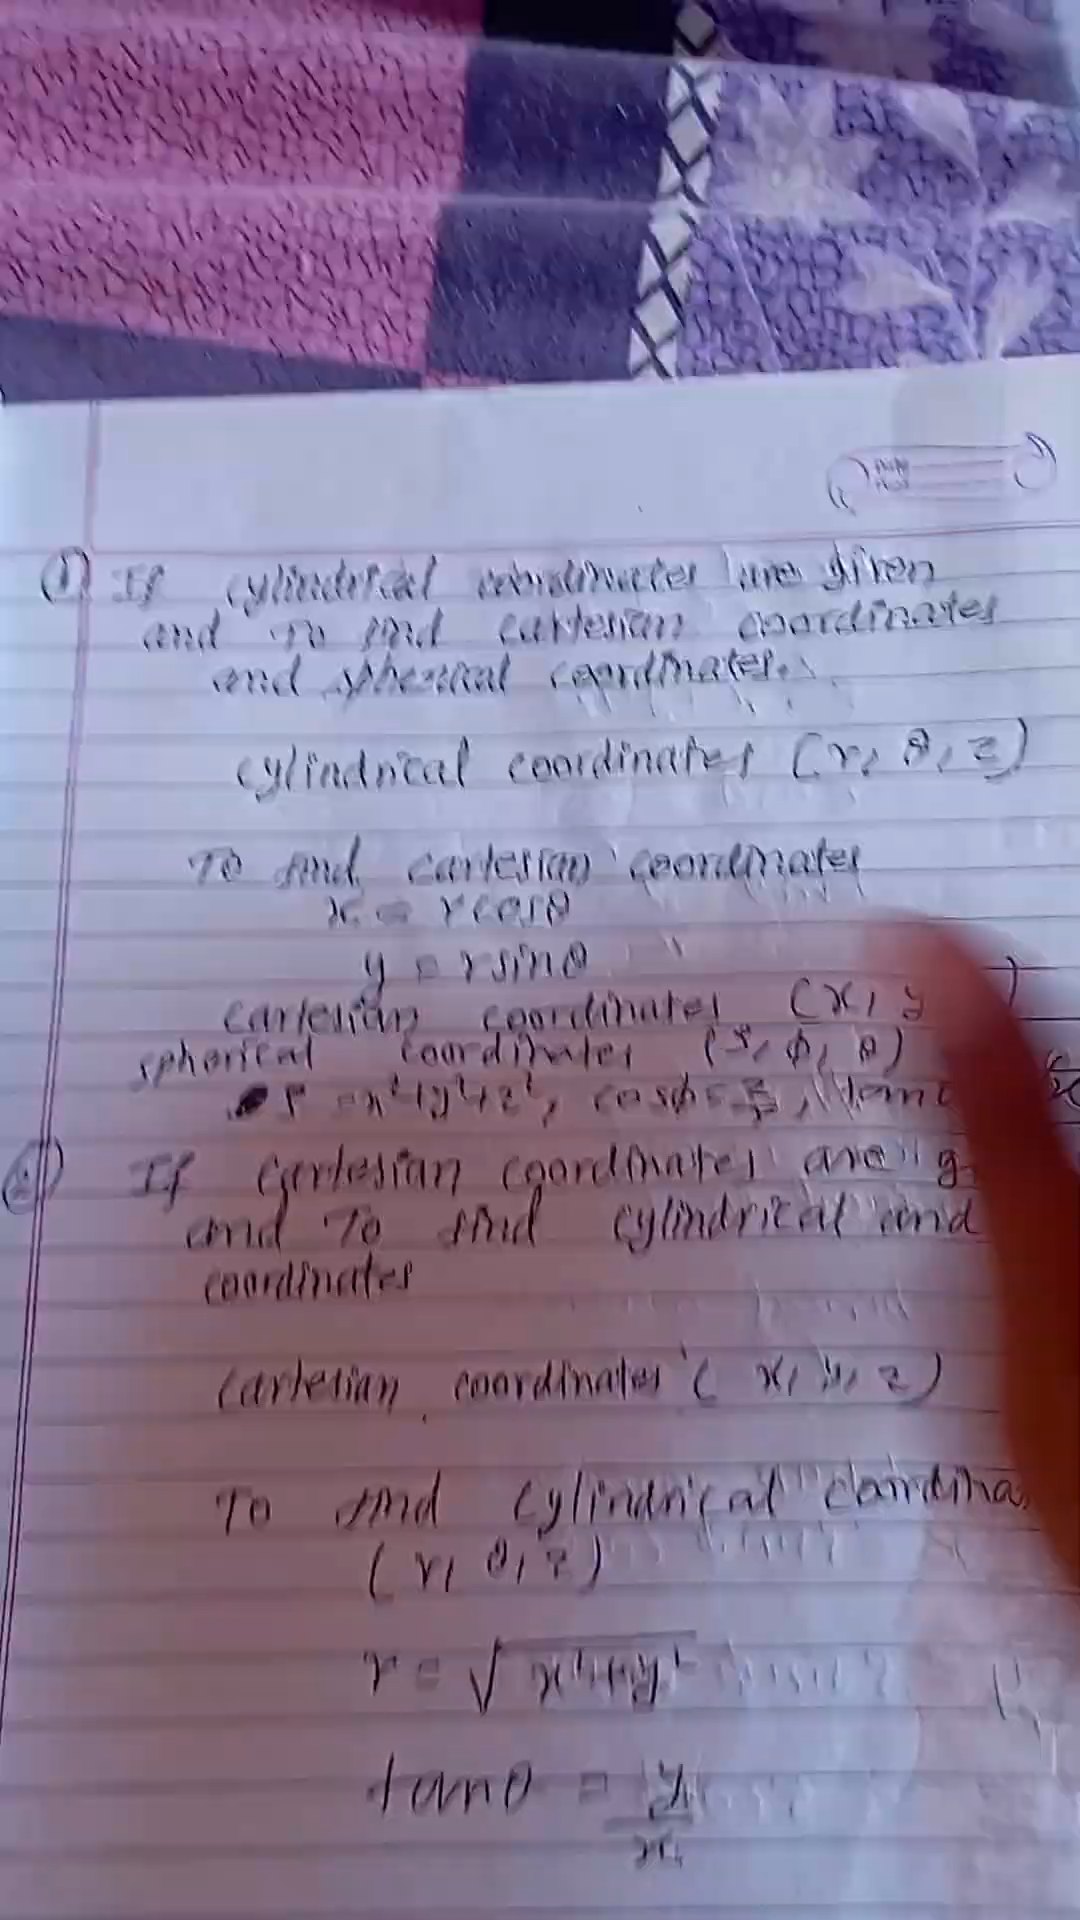 ① If cylindrical coordinates are given
and To find cartesian coordinates
and spherical coordinates.
cylindrical coordinates (r, θ, z)
To find cartesian coordinates
x = r cosθ
y = r sinθ
cartesian coordinates (x, y )
spherical coordinates (ρ, ϕ, θ)
ρ = x²+y²+z², cosϕ =
② If cartesian coordinates are g
and To find cylindrical and
coordinates
cartesian coordinates (x, y, z)
To find cylindrical
(r, θ, z)
r = √x²+y²
tanθ = y/x